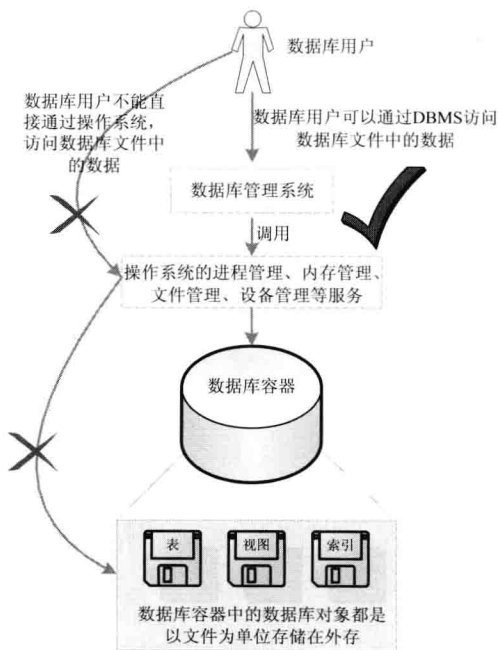 数据库用户
数据库用户不能直
接通过操作系统，
访问数据库文件中
的数据
数据库用户可以通过DBMS访问
数据库文件中的数据
数据库管理系统
调用
操作系统的进程管理、内存管理、
文件管理、设备管理等服务
数据库容器
表
视图
索引
数据库容器中的数据库对象都是
以文件为单位存储在外存